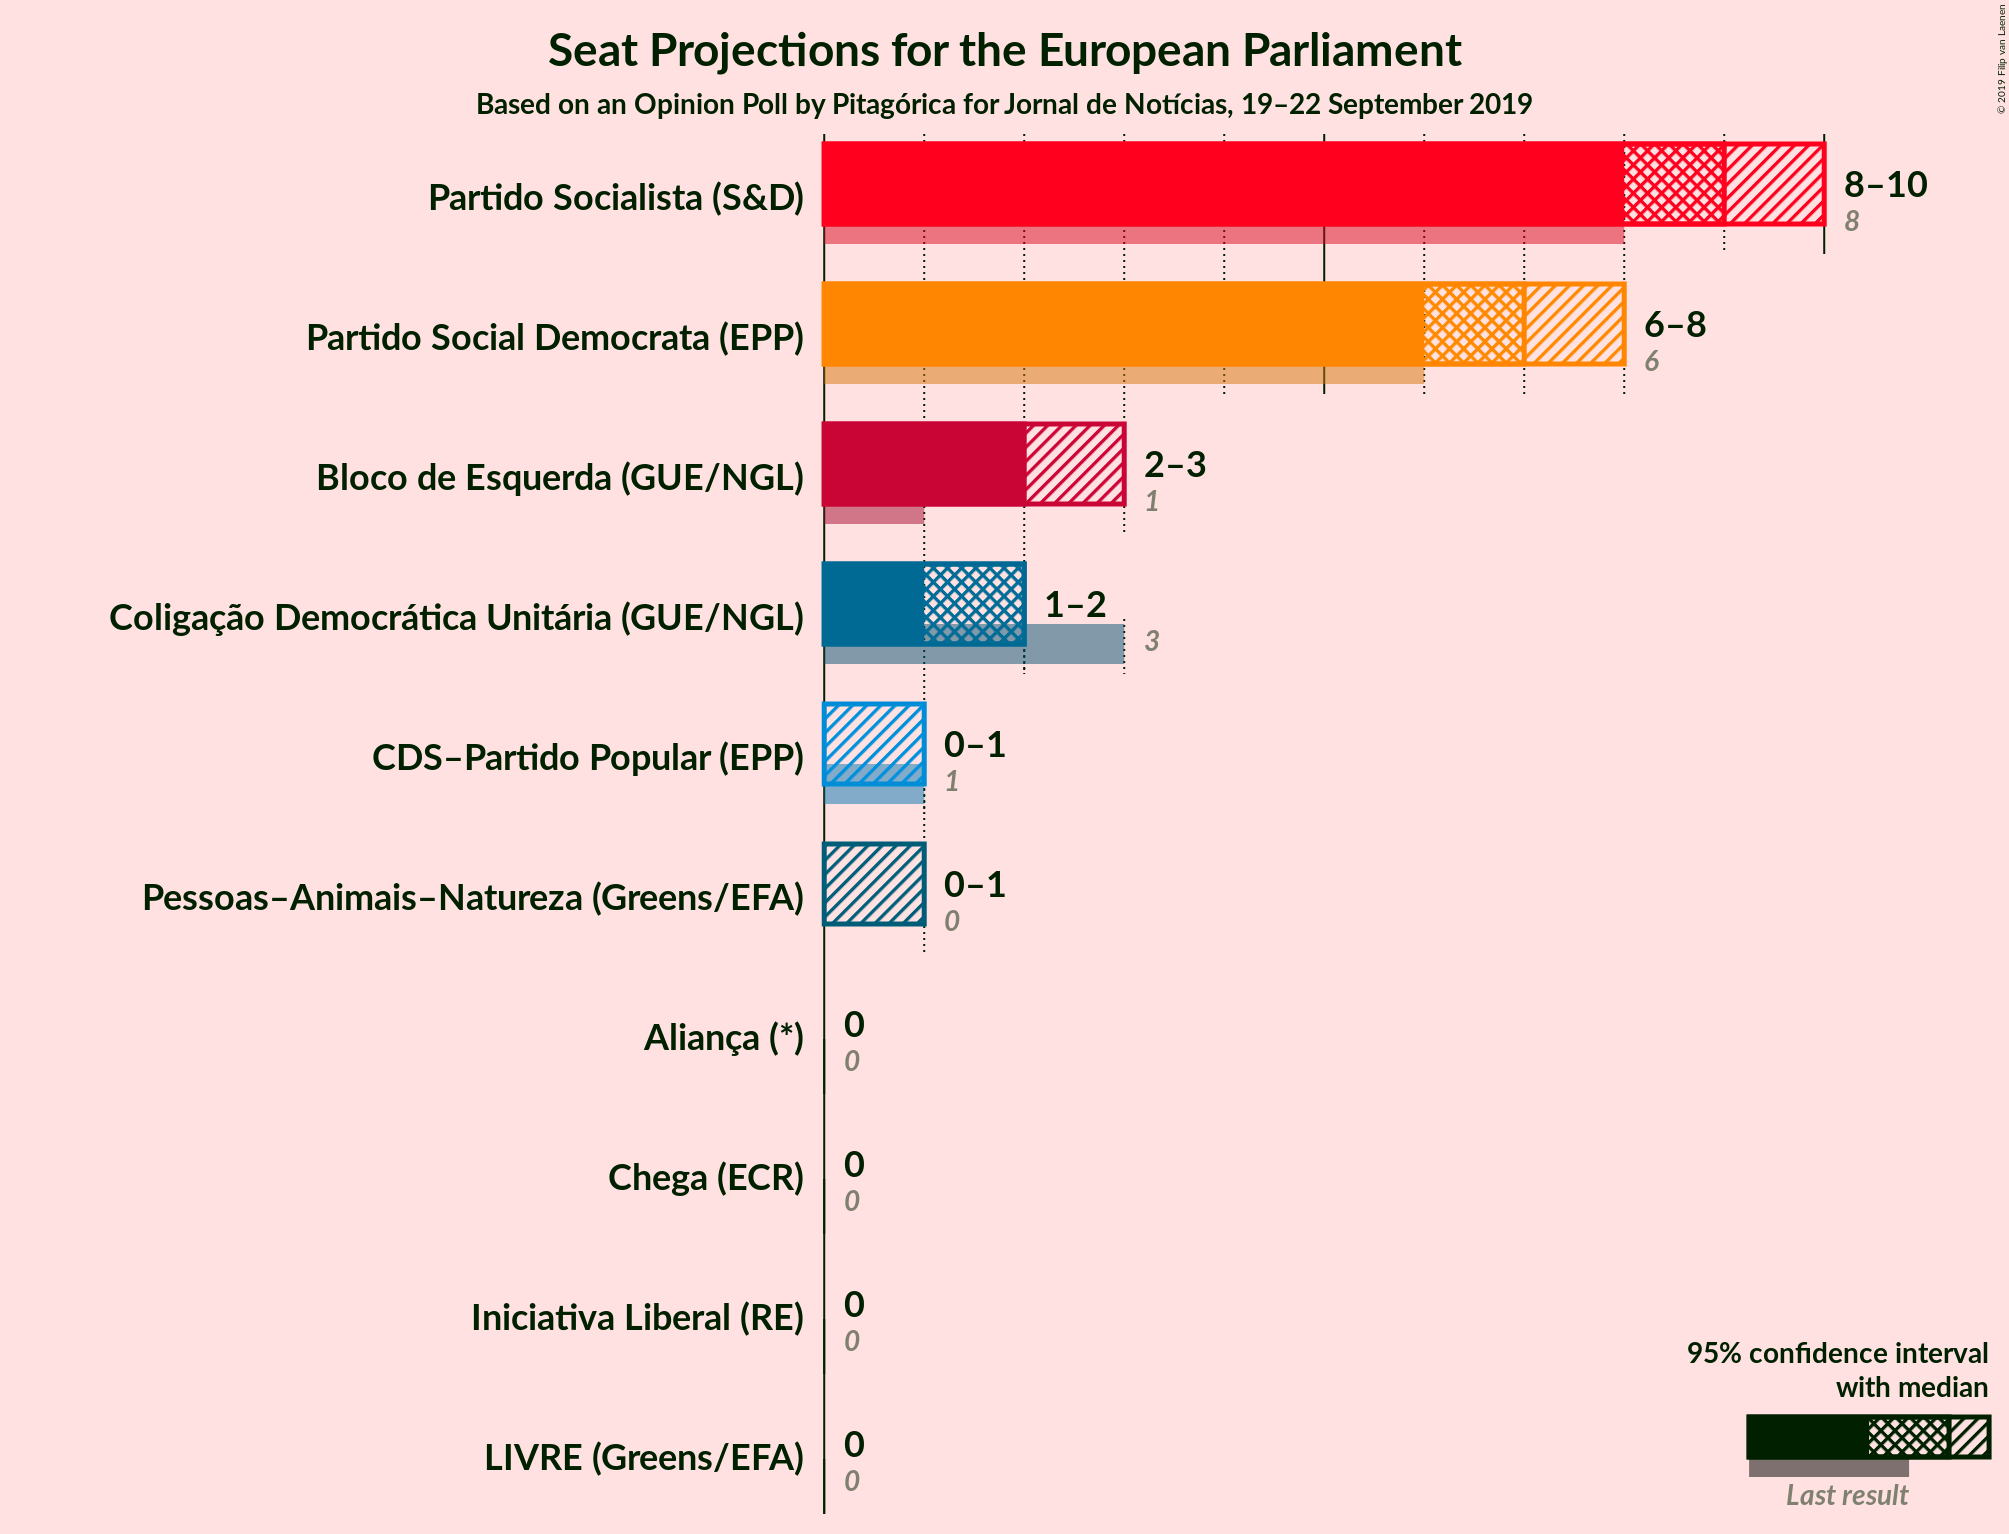 Seat Projections for the European Parliament
Based on an Opinion Poll by Pitagórica for Jornal de Notícias, 19–22 September 2019
© 2019 Filip van Laenen
Partido Socialista (S&D)
8–10
8
Partido Social Democrata (EPP)
6–8
6
Bloco de Esquerda (GUE/NGL)
2–3
1
Coligação Democrática Unitária (GUE/NGL)
1–2
3
CDS–Partido Popular (EPP)
0–1
1
Pessoas–Animais–Natureza (Greens/EFA)
0–1
0
Aliança (*)
0
0
Chega (ECR)
0
0
Iniciativa Liberal (RE)
0
0
LIVRE (Greens/EFA)
0
0
95% confidence interval
with median
Last result